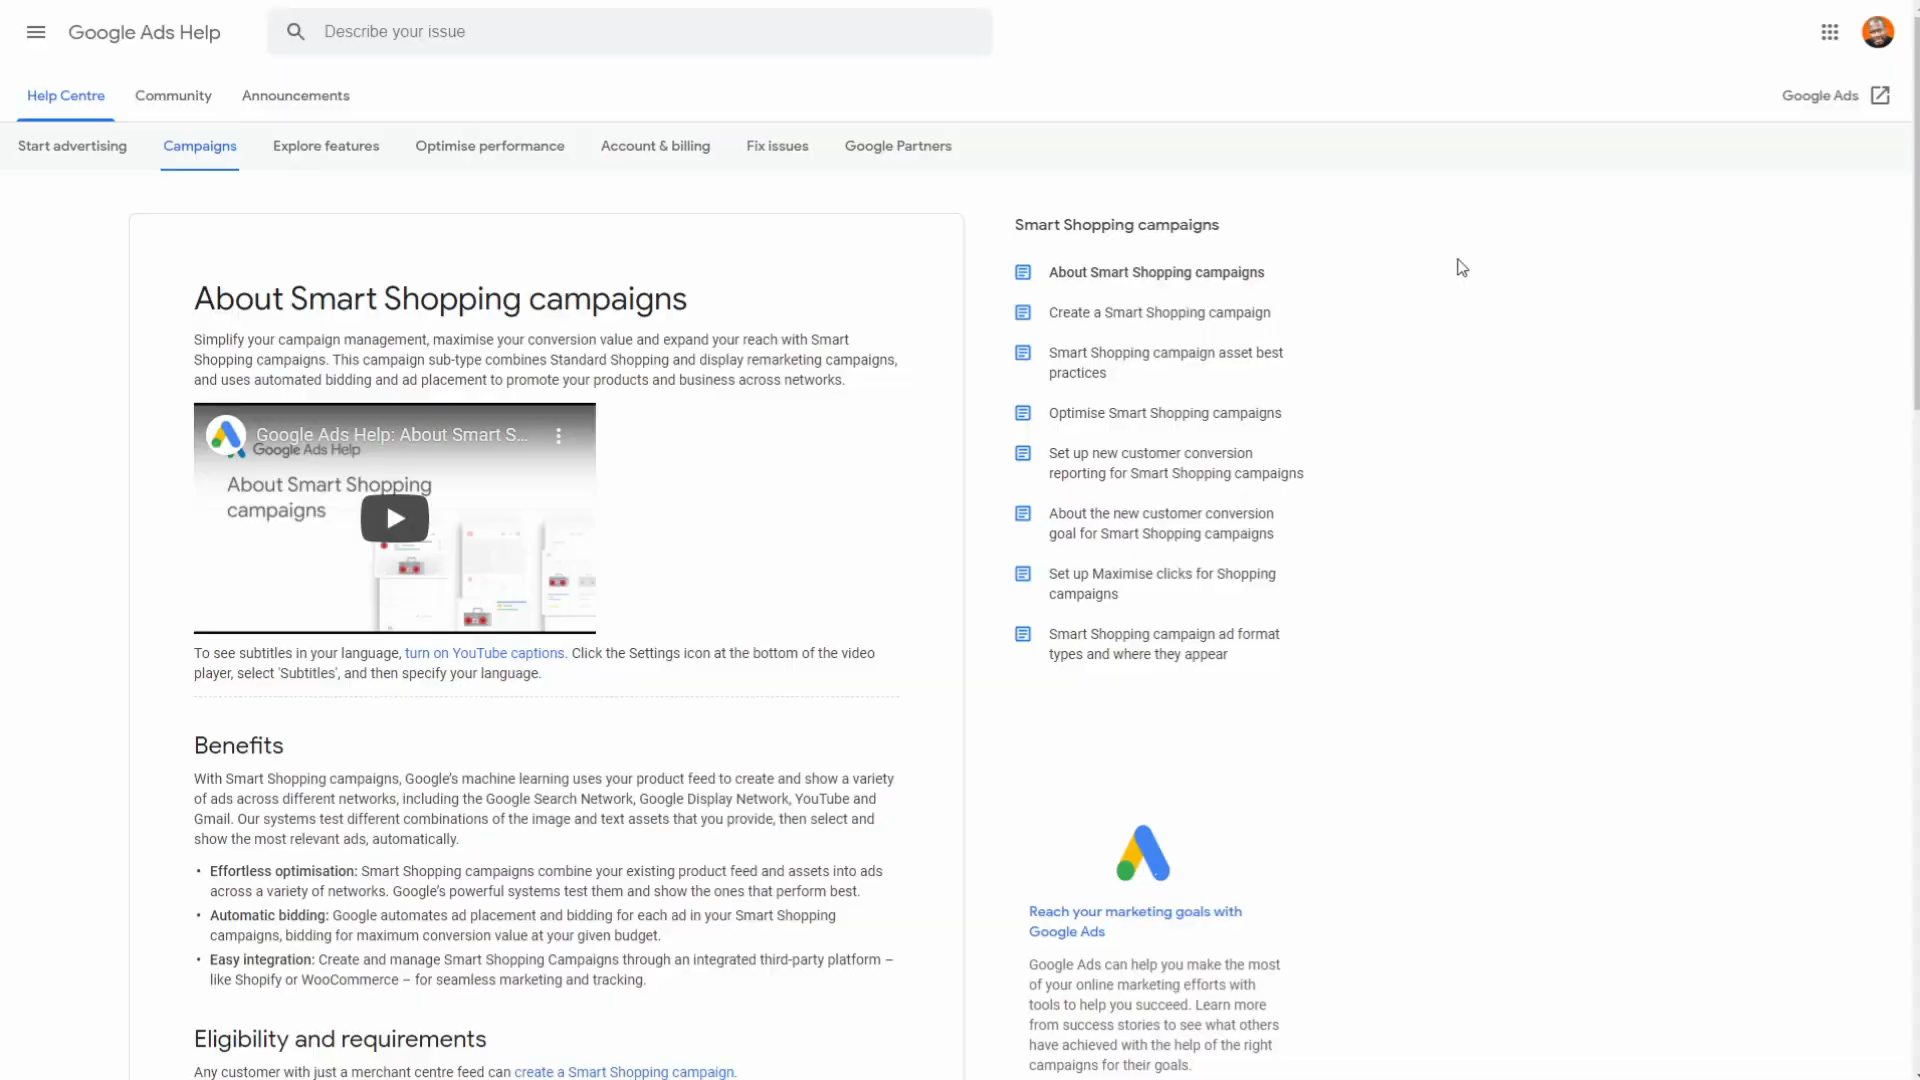 Google Ads Help
Describe your issue
Help Centre
Community
Announcements
Google Ads
Start advertising
Campaigns
Explore features
Optimise performance
Account & billing
Fix issues
Google Partners
About Smart Shopping campaigns
Simplify your campaign management, maximise your conversion value and expand your reach with Smart
Shopping campaigns. This campaign sub-type combines Standard Shopping and display remarketing campaigns,
and uses automated bidding and ad placement to promote your products and business across networks.
Google Ads Help: About Smart S...
Google Ads Help
About Smart Shopping
campaigns
To see subtitles in your language, turn on YouTube captions. Click the Settings icon at the bottom of the video
player, select 'Subtitles', and then specify your language.
Benefits
With Smart Shopping campaigns, Google’s machine learning uses your product feed to create and show a variety
of ads across different networks, including the Google Search Network, Google Display Network, YouTube and
Gmail. Our systems test different combinations of the image and text assets that you provide, then select and
show the most relevant ads, automatically.
• Effortless optimisation: Smart Shopping campaigns combine your existing product feed and assets into ads
across a variety of networks. Google’s powerful systems test them and show the ones that perform best.
• Automatic bidding: Google automates ad placement and bidding for each ad in your Smart Shopping
campaigns, bidding for maximum conversion value at your given budget.
• Easy integration: Create and manage Smart Shopping Campaigns through an integrated third-party platform –
like Shopify or WooCommerce – for seamless marketing and tracking.
Eligibility and requirements
Any customer with just a merchant centre feed can create a Smart Shopping campaign.
Smart Shopping campaigns
About Smart Shopping campaigns
Create a Smart Shopping campaign
Smart Shopping campaign asset best
practices
Optimise Smart Shopping campaigns
Set up new customer conversion
reporting for Smart Shopping campaigns
About the new customer conversion
goal for Smart Shopping campaigns
Set up Maximise clicks for Shopping
campaigns
Smart Shopping campaign ad format
types and where they appear
Reach your marketing goals with
Google Ads
Google Ads can help you make the most
of your online marketing efforts with
tools to help you succeed. Learn more
from success stories to see what others
have achieved with the help of the right
campaigns for their goals.